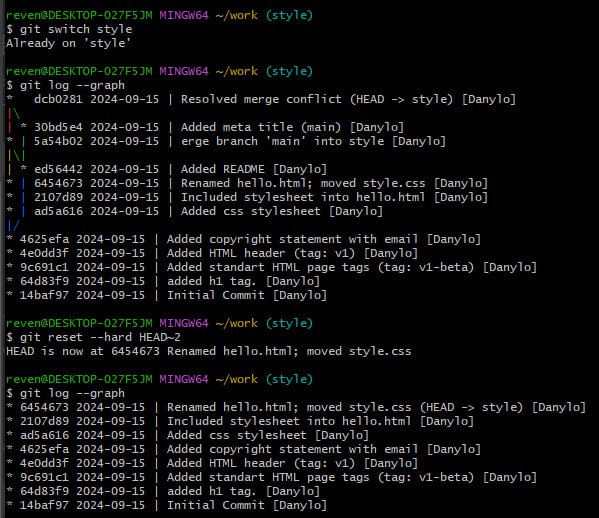 reven@DESKTOP-O27F5JM MINGW64 ~/work (style)
$ git switch style
Already on 'style'
reven@DESKTOP-O27F5JM MINGW64 ~/work (style)
$ git log --graph
*   dcb0281 2024-09-15 | Resolved merge conflict (HEAD -> style) [Danylo]
|\
| * 30bd5e4 2024-09-15 | Added meta title (main) [Danylo]
* | 5a54b02 2024-09-15 | erge branch 'main' into style [Danylo]
|\|
| * ed56442 2024-09-15 | Added README [Danylo]
* | 6454673 2024-09-15 | Renamed hello.html; moved style.css [Danylo]
* | 2107d89 2024-09-15 | Included stylesheet into hello.html [Danylo]
* | ad5a616 2024-09-15 | Added css stylesheet [Danylo]
|/
* 4625efa 2024-09-15 | Added copyright statement with email [Danylo]
* 4e0dd3f 2024-09-15 | Added HTML header (tag: v1) [Danylo]
* 9c691c1 2024-09-15 | Added standart HTML page tags (tag: v1-beta) [Danylo]
* 64d83f9 2024-09-15 | added h1 tag. [Danylo]
* 14baf97 2024-09-15 | Initial Commit [Danylo]
reven@DESKTOP-O27F5JM MINGW64 ~/work (style)
$ git reset --hard HEAD~2
HEAD is now at 6454673 Renamed hello.html; moved style.css
reven@DESKTOP-O27F5JM MINGW64 ~/work (style)
$ git log --graph
* 6454673 2024-09-15 | Renamed hello.html; moved style.css (HEAD -> style) [Danylo]
* 2107d89 2024-09-15 | Included stylesheet into hello.html [Danylo]
* ad5a616 2024-09-15 | Added css stylesheet [Danylo]
* 4625efa 2024-09-15 | Added copyright statement with email [Danylo]
* 4e0dd3f 2024-09-15 | Added HTML header (tag: v1) [Danylo]
* 9c691c1 2024-09-15 | Added standart HTML page tags (tag: v1-beta) [Danylo]
* 64d83f9 2024-09-15 | added h1 tag. [Danylo]
* 14baf97 2024-09-15 | Initial Commit [Danylo]